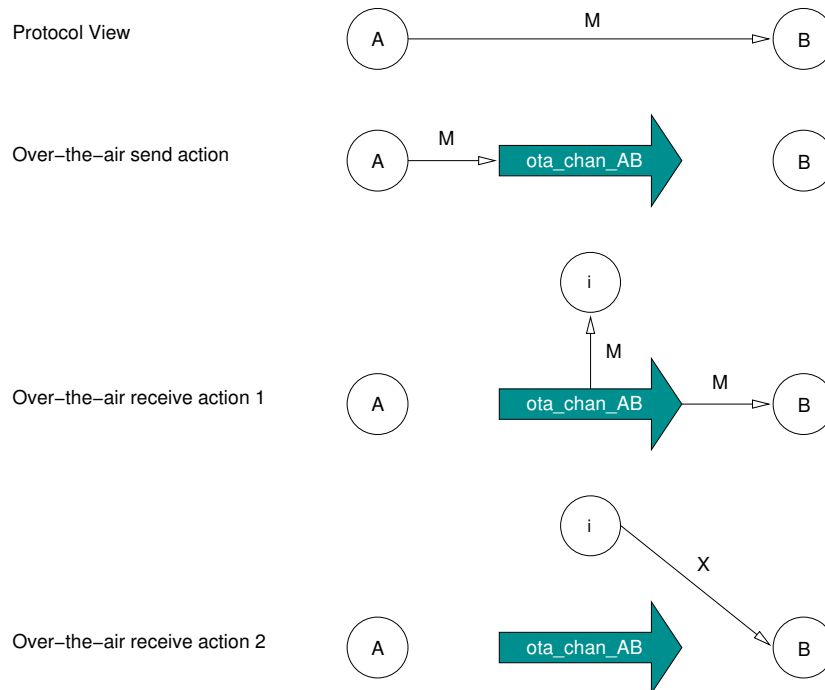 Protocol View
A
M
B
Over−the−air send action
A
M
ota_chan_AB
B
i
M
Over−the−air receive action 1
A
ota_chan_AB
M
B
i
X
Over−the−air receive action 2
A
ota_chan_AB
B